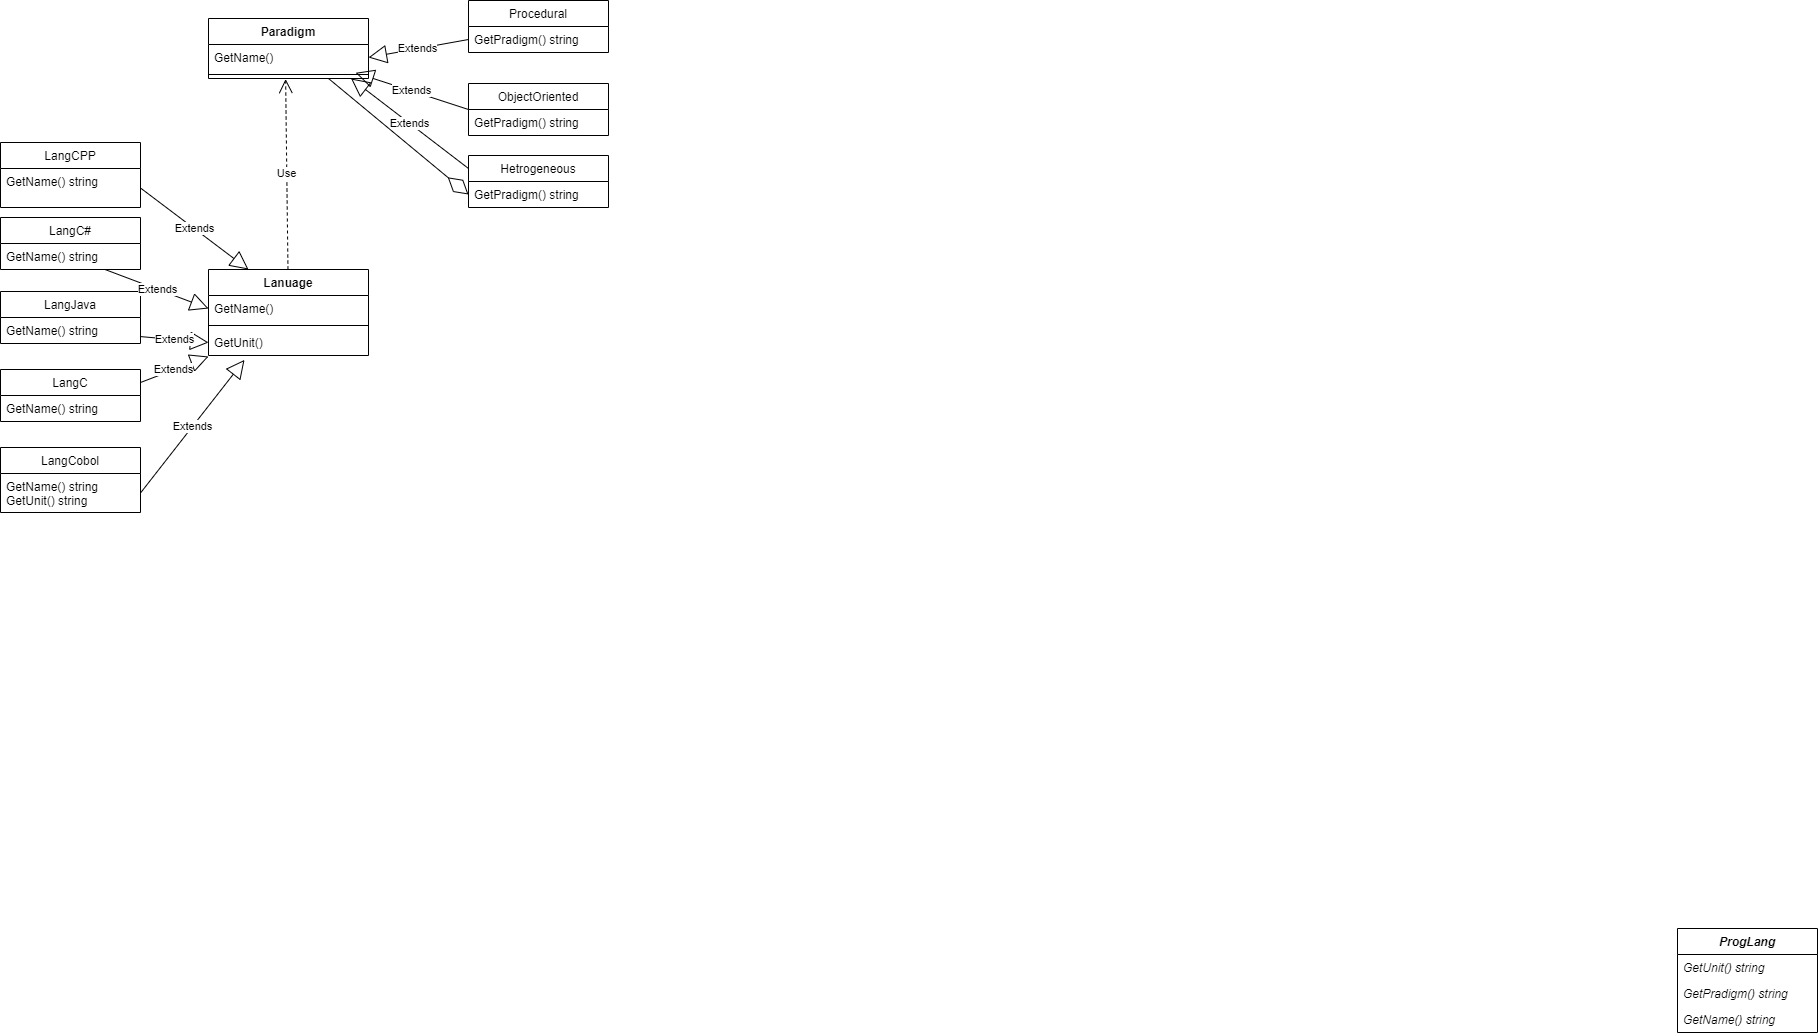 Procedural
GetPradigm() string
Paradigm
GetName()
Extends
ObjectOriented
GetPradigm() string
Extends
Extends
Hetrogeneous
GetPradigm() string
Use
LangCPP
GetName() string
Extends
LangC#
GetName() string
Extends
Lanuage
GetName()
GetUnit()
LangJava
GetName() string
Extends
Extends
LangC
GetName() string
Extends
LangCobol
GetName() string
GetUnit() string
ProgLang
GetUnit() string
GetPradigm() string
GetName() string